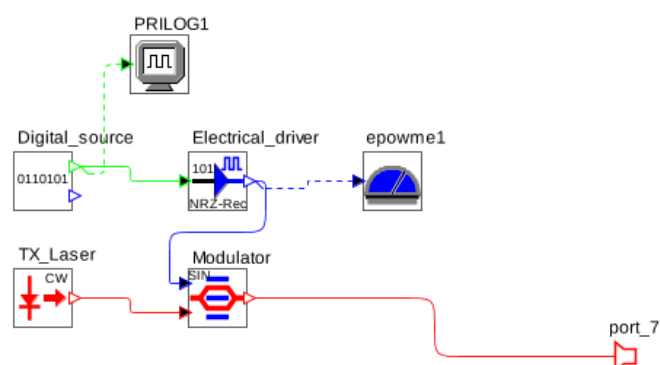 PRILOG1
Digital_source
Electrical_driver
epowme1
0110101
101
NRZ-Rec
TX_Laser
Modulator
CW
SIN
port_7